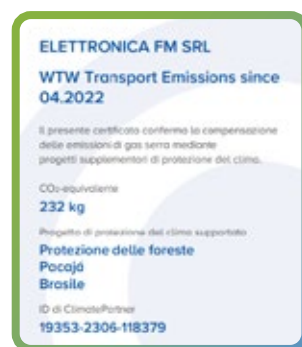 ELETTRONICA FM SRL
WTW Transport Emissions since
04.2022
Il presente certificato conferma la compensazione
delle emissioni di gas serra mediante
progetti supplementari di protezione del clima.
CO₂-equivalente
232 kg
Progetto di protezione del clima supportato
Protezione delle foreste
Pacajá
Brasile
ID di ClimatePartner
19353-2306-118379